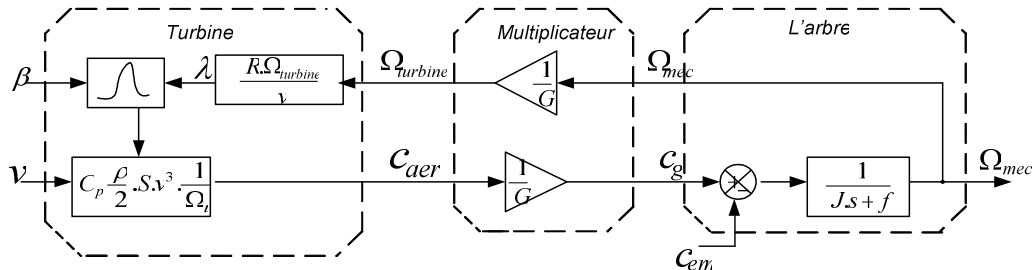 Turbine
Multiplicateur
L'arbre
β
λ
R.Ω_turbine / v
Ω_turbine
1/G
Ω_mec
v
C_p ρ/2 .S.v³. 1/Ω_t
C_aer
1/G
C_g
+
−
1 / J.s + f
Ω_mec
C_em